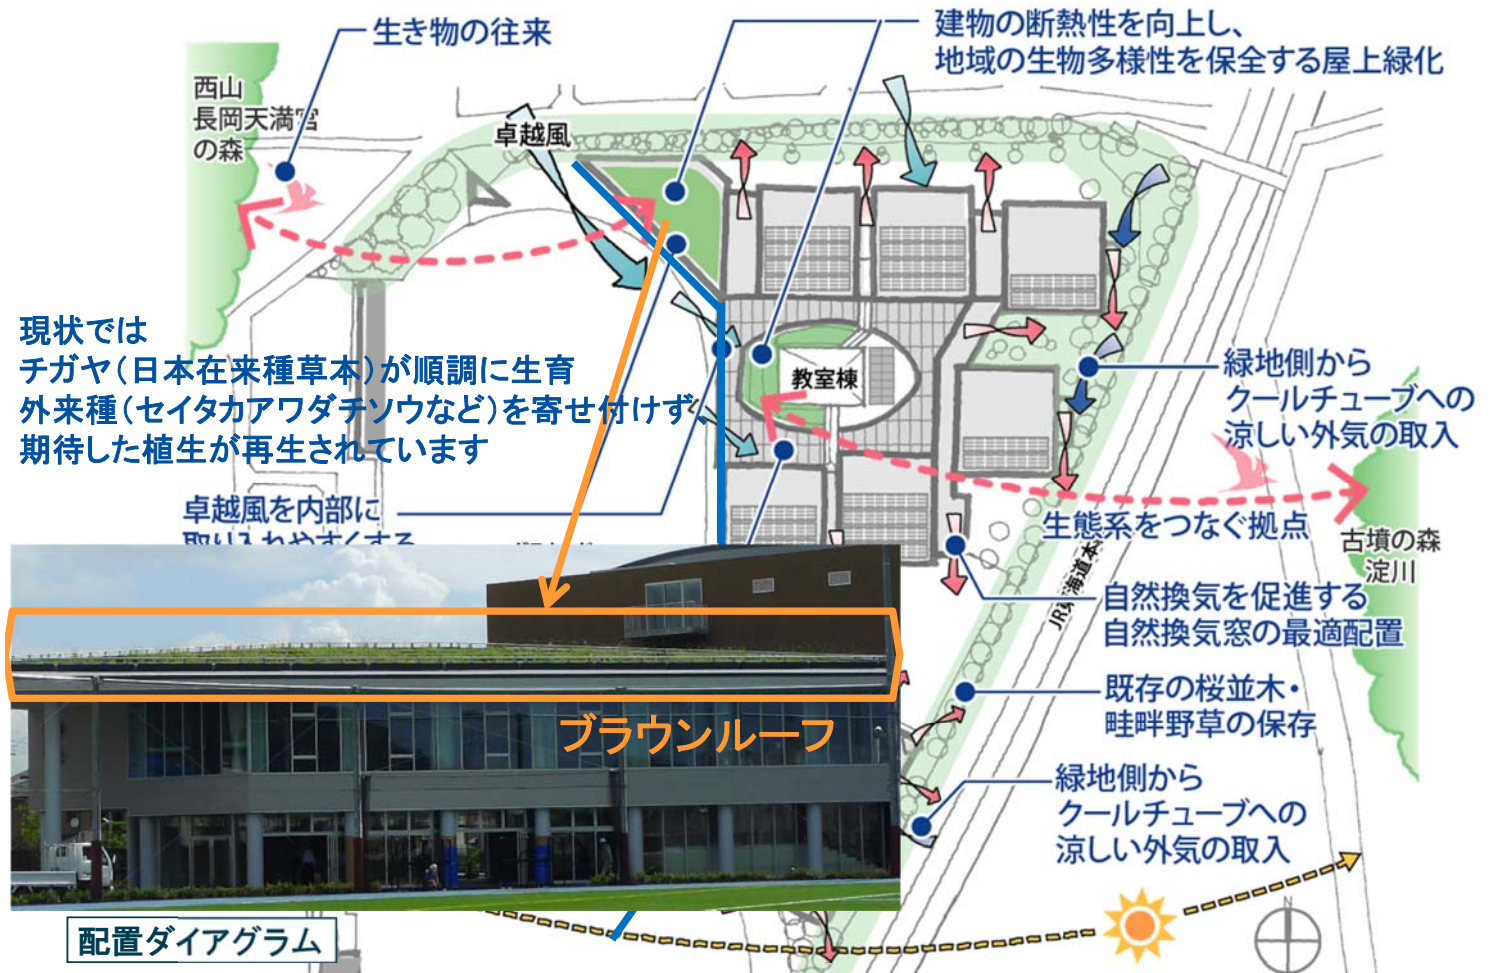 生き物の往来
建物の断熱性を向上し、
地域の生物多様性を保全する屋上緑化
西山
長岡天満宮
の森
卓越風
現状では
チガヤ(日本在来種草本)が順調に生育
外来種(セイタカアワダチソウなど)を寄せ付けず、
期待した植生が再生されています
教室棟
緑地側から
クールチューブへの
涼しい外気の取入
卓越風を内部に
取り入れやすくする
生態系をつなぐ拠点
古墳の森
淀川
自然換気を促進する
自然換気窓の最適配置
既存の桜並木・
畦畔野草の保存
ブラウンルーフ
緑地側から
クールチューブへの
涼しい外気の取入
配置ダイアグラム
N